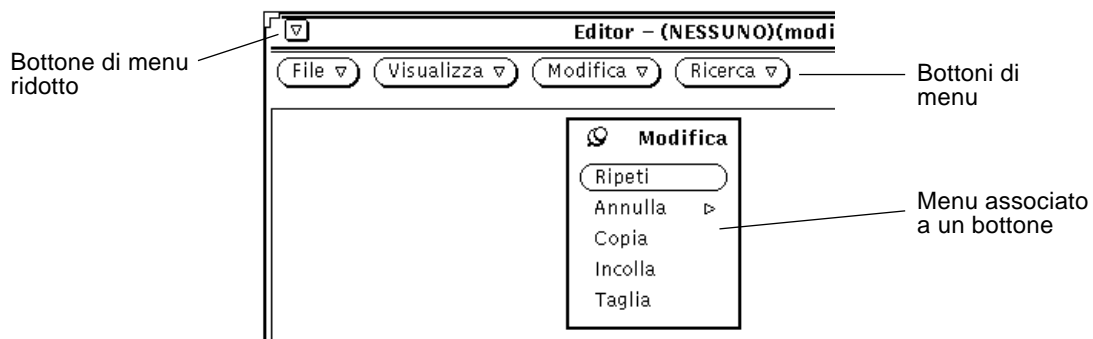 Editor – (NESSUNO)(modi
Bottone di menu
ridotto
File Visualizza Modifica Ricerca
Bottoni di
menu
Modifica
Ripeti
Annulla
Copia
Incolla
Taglia
Menu associato
a un bottone